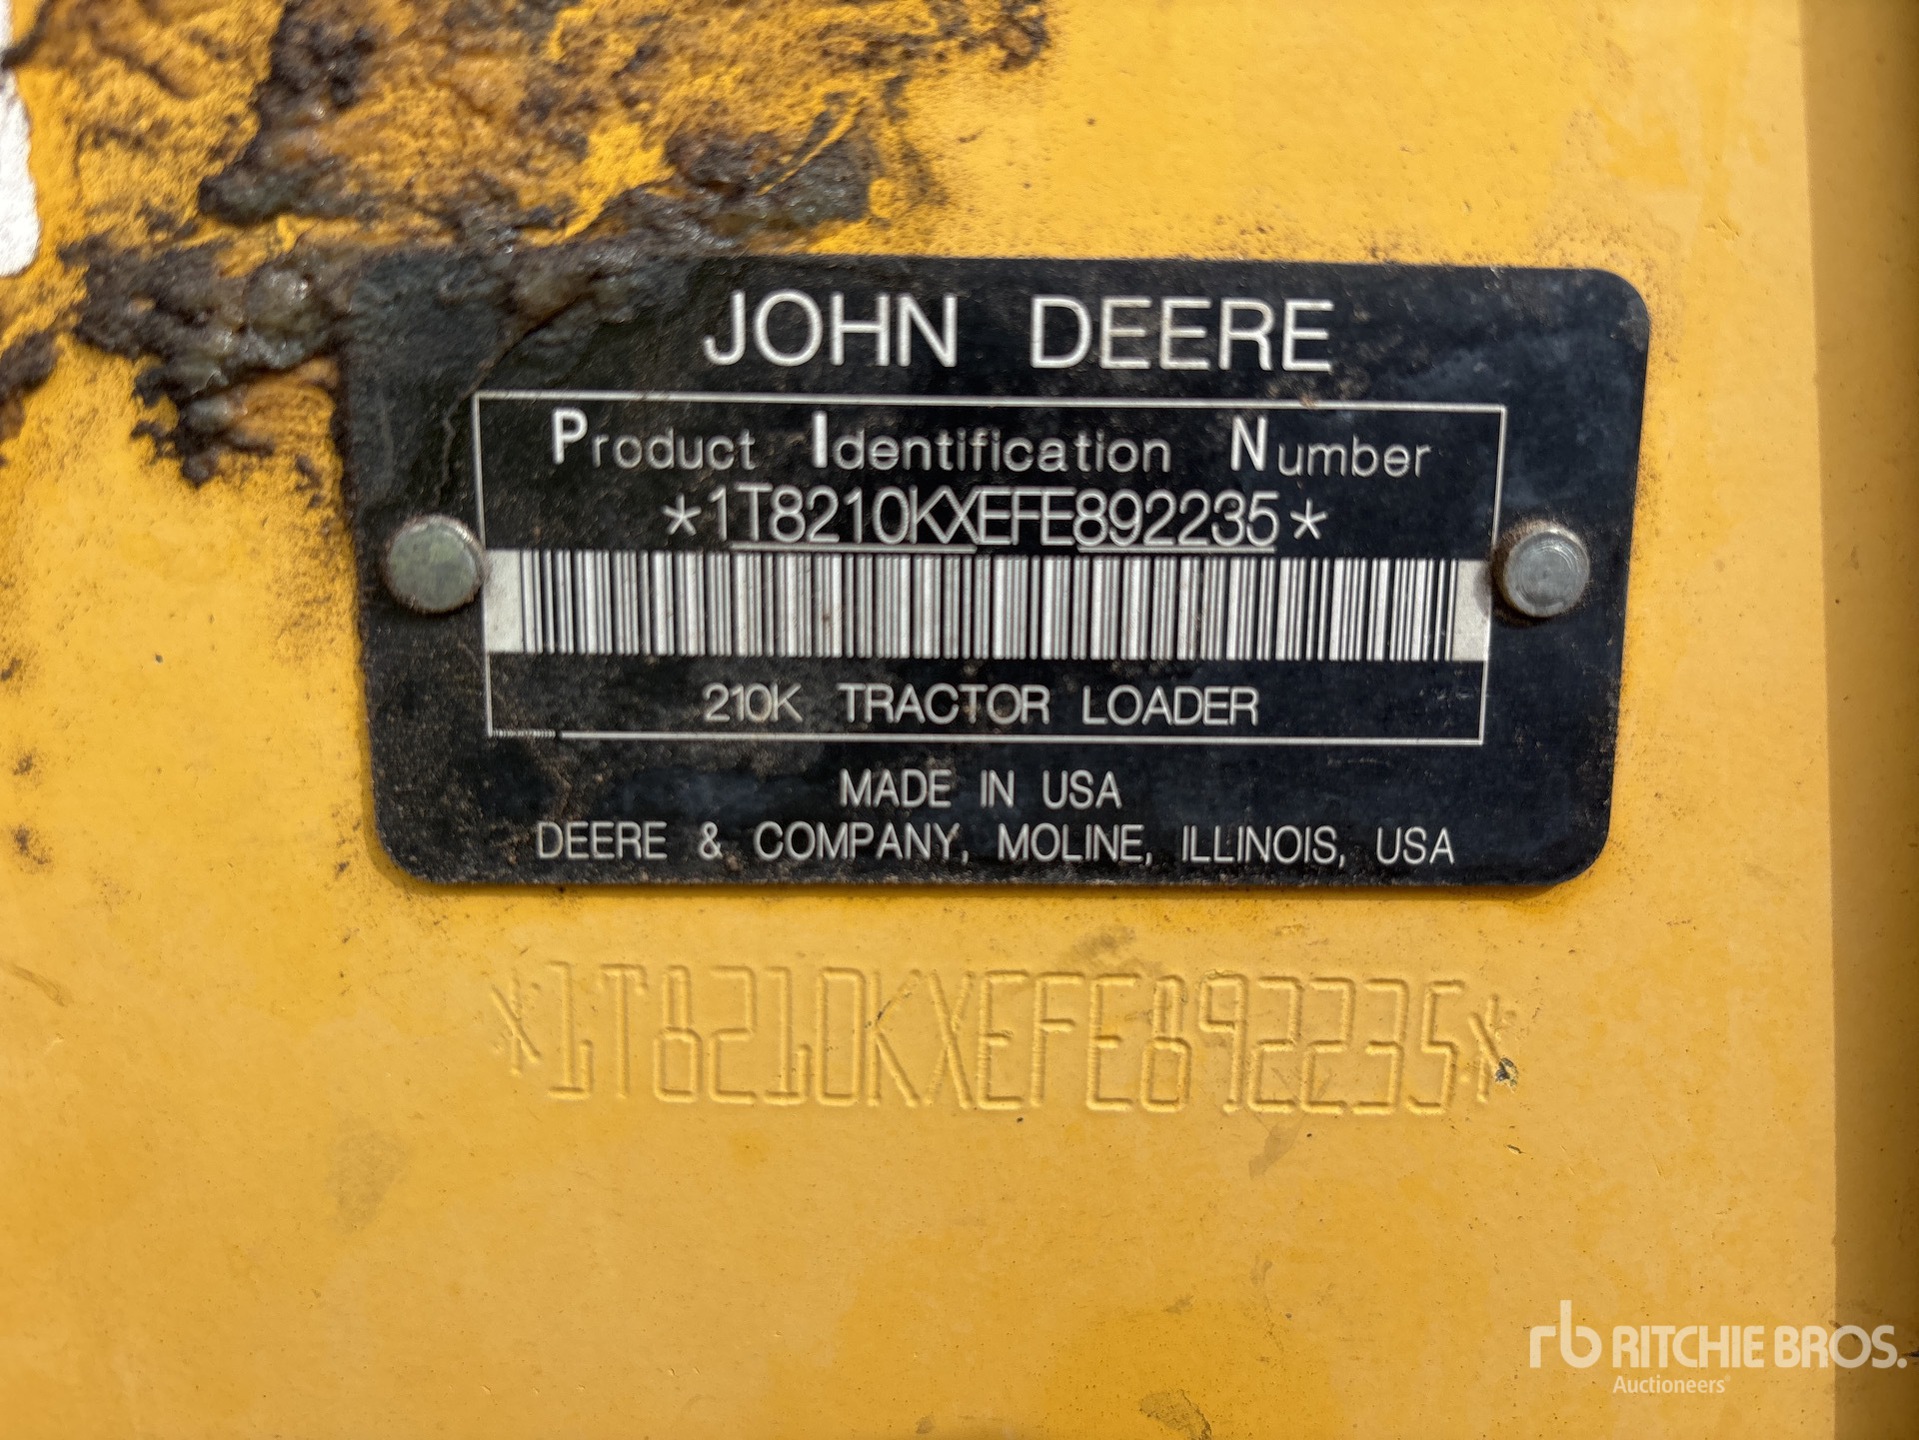 JOHN DEERE
Product Identification Number
*1T8210KXEFE892235*
210K TRACTOR LOADER
MADE IN USA
DEERE & COMPANY, MOLINE, ILLINOIS, USA
*1T8210KXEFE892235*
rb RITCHIE BROS.
Auctioneers